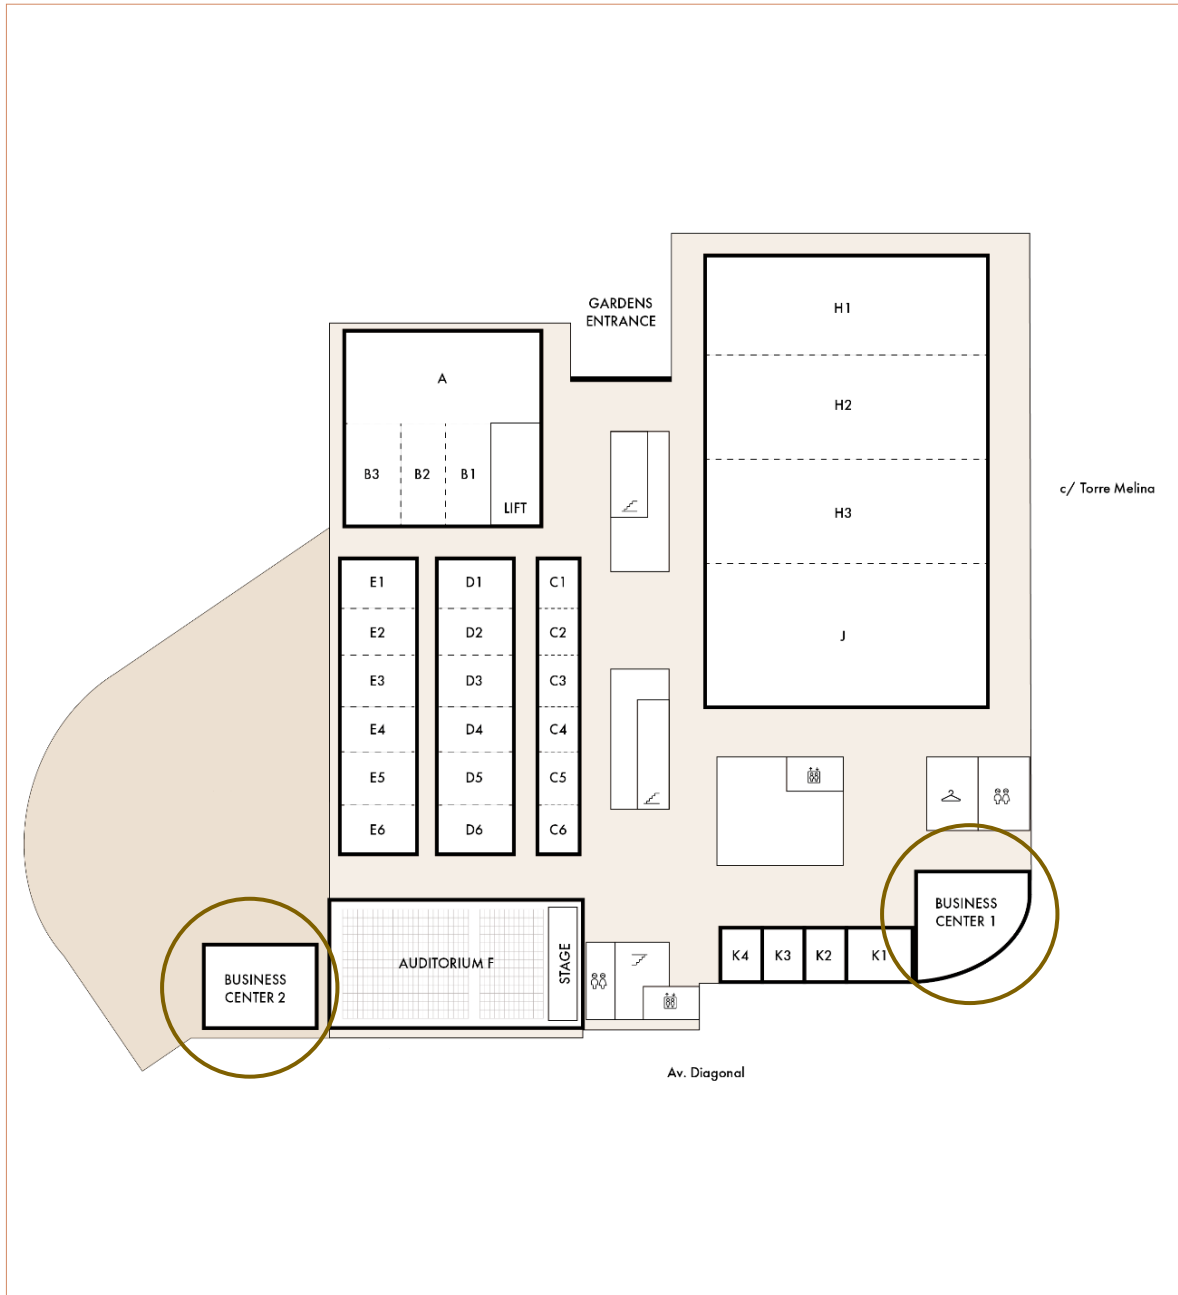 GARDENS
ENTRANCE
H1
A
H2
B3
B2
B1
LIFT
c/ Torre Melina
H3
E1
D1
C1
E2
D2
C2
J
E3
D3
C3
E4
D4
C4
E5
D5
C5
E6
D6
C6
BUSINESS
CENTER 1
AUDITORIUM F
STAGE
K4
K3
K2
K1
BUSINESS
CENTER 2
Av. Diagonal